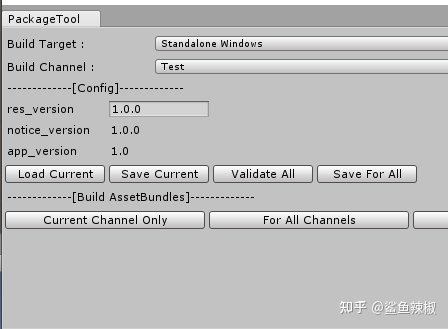 PackageTool
Build Target : Standalone Windows
Build Channel : Test
-------------[Config]-------------
res_version 1.0.0
notice_version 1.0.0
app_version 1.0
Load Current Save Current Validate All Save For All
-------------[Build AssetBundles]-------------
Current Channel Only For All Channels
知乎 @鲨鱼辣椒